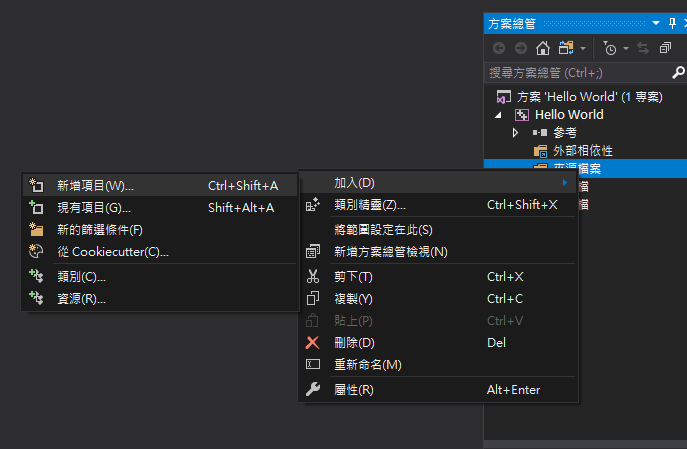 方案總管
搜尋方案總管 (Ctrl+;)
方案 'Hello World' (1 專案)
Hello World
參考
外部相依性
來源檔案
檔
檔
加入(D)
類別精靈(Z)... Ctrl+Shift+X
將範圍設定在此(S)
新增方案總管檢視(N)
剪下(T) Ctrl+X
複製(Y) Ctrl+C
貼上(P) Ctrl+V
刪除(D) Del
重新命名(M)
屬性(R) Alt+Enter
新增項目(W)... Ctrl+Shift+A
現有項目(G)... Shift+Alt+A
新的篩選條件(F)
從 Cookiecutter(C)...
類別(C)...
資源(R)...